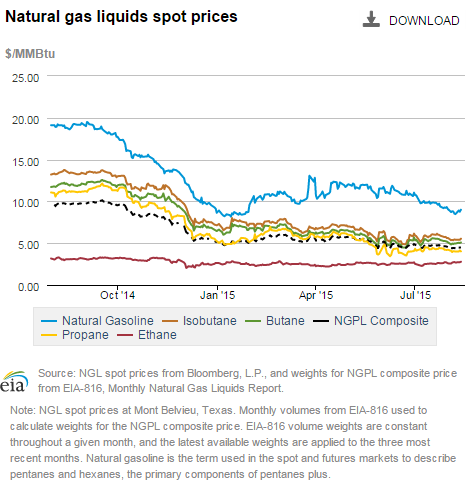 Natural gas liquids spot prices
DOWNLOAD
$/MMBtu
25.00
20.00
15.00
10.00
5.00
0.00
Oct '14
Jan '15
Apr '15
Jul '15
Natural Gasoline
Isobutane
Butane
NGPL Composite
Propane
Ethane
eia
Source: NGL spot prices from Bloomberg, L.P., and weights for NGPL composite price
from EIA-816, Monthly Natural Gas Liquids Report.
Note: NGL spot prices at Mont Belvieu, Texas. Monthly volumes from EIA-816 used to
calculate weights for the NGPL composite price. EIA-816 volume weights are constant
throughout a given month, and the latest available weights are applied to the three most
recent months. Natural gasoline is the term used in the spot and futures markets to describe
pentanes and hexanes, the primary components of pentanes plus.